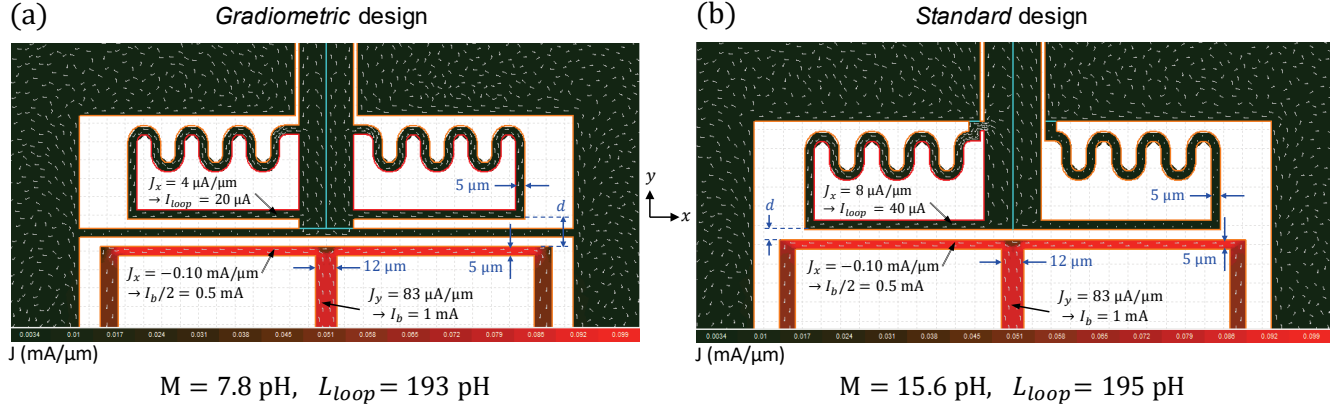 (a)
Gradiometric design
J_x = 4 μA/μm
→ I_loop = 20 μA
5 μm
d
y
x
J_x = −0.10 mA/μm
→ I_b/2 = 0.5 mA
12 μm
5 μm
J_y = 83 μA/μm
→ I_b = 1 mA
0.0034 0.01 0.017 0.024 0.031 0.038 0.045 0.051 0.058 0.065 0.072 0.079 0.086 0.092 0.099
J (mA/μm)
M = 7.8 pH, L_loop = 193 pH
(b)
Standard design
J_x = 8 μA/μm
→ I_loop = 40 μA
5 μm
d
J_x = −0.10 mA/μm
→ I_b/2 = 0.5 mA
12 μm
5 μm
J_y = 83 μA/μm
→ I_b = 1 mA
0.0034 0.01 0.017 0.024 0.031 0.038 0.045 0.051 0.058 0.065 0.072 0.079 0.086 0.092 0.099
J (mA/μm)
M = 15.6 pH, L_loop = 195 pH